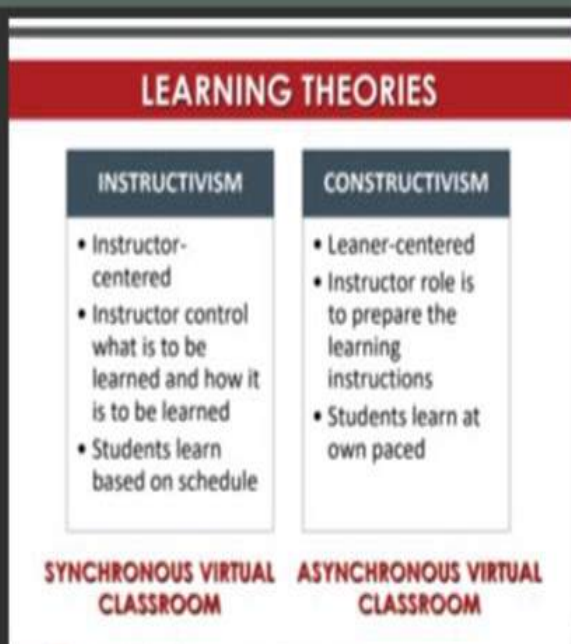 LEARNING THEORIES
INSTRUCTIVISM
• Instructor-
centered
• Instructor control
what is to be
learned and how it
is to be learned
• Students learn
based on schedule
SYNCHRONOUS VIRTUAL
CLASSROOM
CONSTRUCTIVISM
• Leaner-centered
• Instructor role is
to prepare the
learning
instructions
• Students learn at
own paced
ASYNCHRONOUS VIRTUAL
CLASSROOM